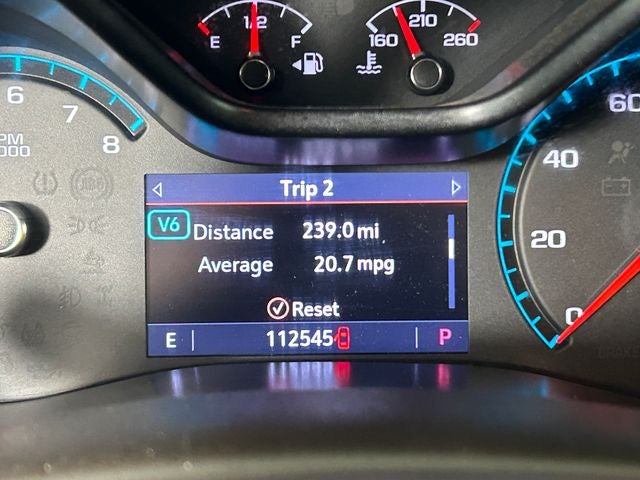 1/2
E F
210
160 260
6
7
8
PM
000
60
40
20
0
Trip 2
V6
Distance 239.0 mi
Average 20.7 mpg
Reset
E 112545 P